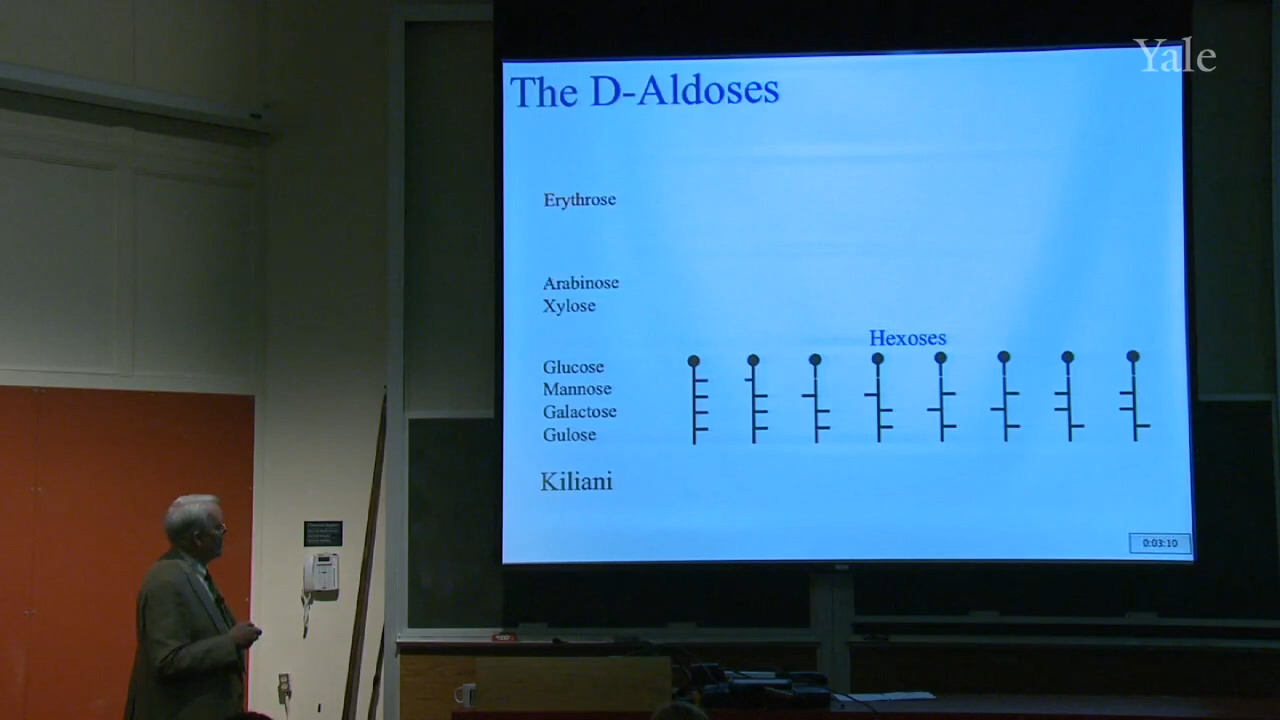 Yale
The D-Aldoses
Erythrose
Arabinose
Xylose
Hexoses
Glucose
Mannose
Galactose
Gulose
Kiliani
0:03:10